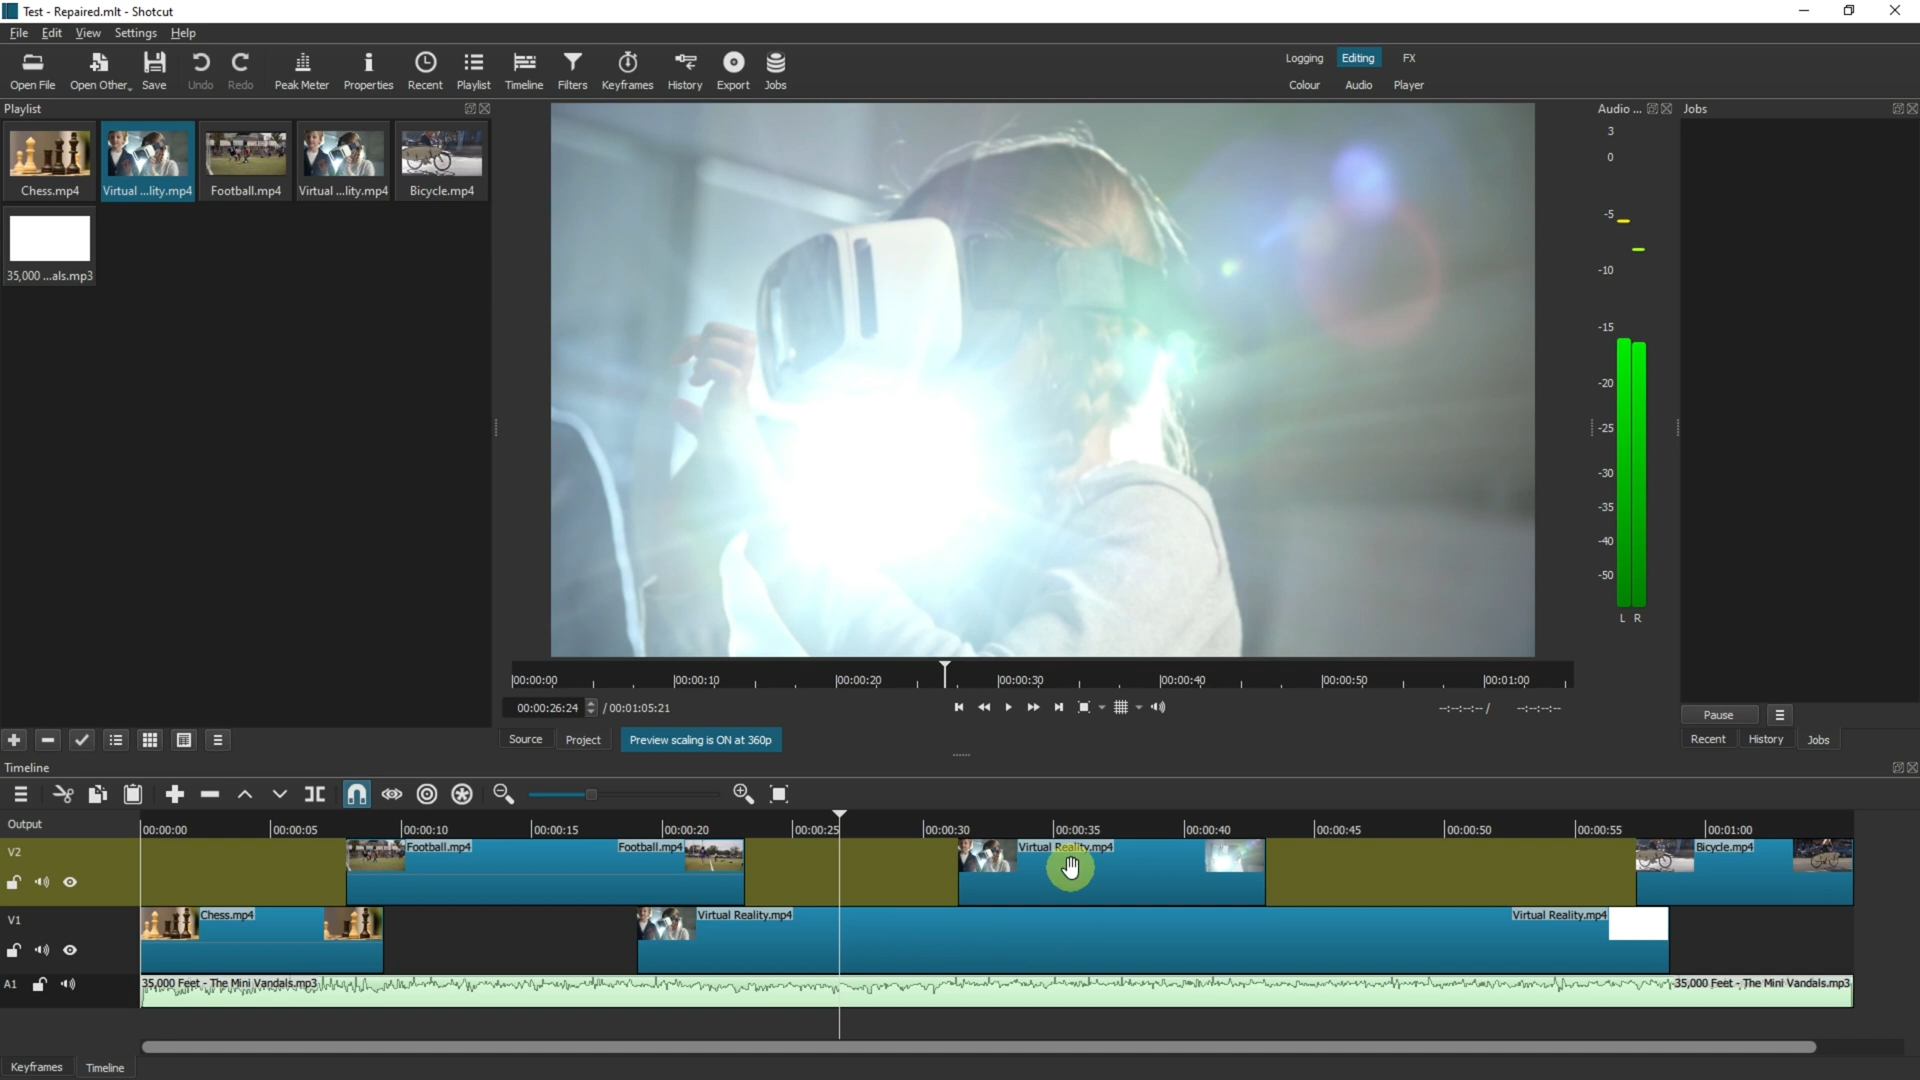 Test - Repaired.mlt - Shotcut
File Edit View Settings Help
Open File Open Other Save Undo Redo Peak Meter Properties Recent Playlist Timeline Filters Keyframes History Export Jobs
Logging Editing FX
Colour Audio Player
Playlist
Audio ...
Jobs
Chess.mp4
Virtual ...lity.mp4
Football.mp4
Virtual ...lity.mp4
Bicycle.mp4
35,000 ...als.mp3
3
0
-5
-10
-15
-20
-25
-30
-35
-40
-50
L R
00:00:00 00:00:10 00:00:20 00:00:30 00:00:40 00:00:50 00:01:00
00:00:26:24 / 00:01:05:21
--:--:--:-- / --:--:--:--
Source Project Preview scaling is ON at 360p
Pause
Recent History Jobs
Timeline
Output
00:00:00 00:00:05 00:00:10 00:00:15 00:00:20 00:00:25 00:00:30 00:00:35 00:00:40 00:00:45 00:00:50 00:00:55 00:01:00
V2
Football.mp4 Football.mp4 Virtual Reality.mp4 Bicycle.mp4
V1
Chess.mp4 Virtual Reality.mp4 Virtual Reality.mp4
A1
35,000 Feet - The Mini Vandals.mp3 35,000 Feet - The Mini Vandals.mp3
Keyframes Timeline